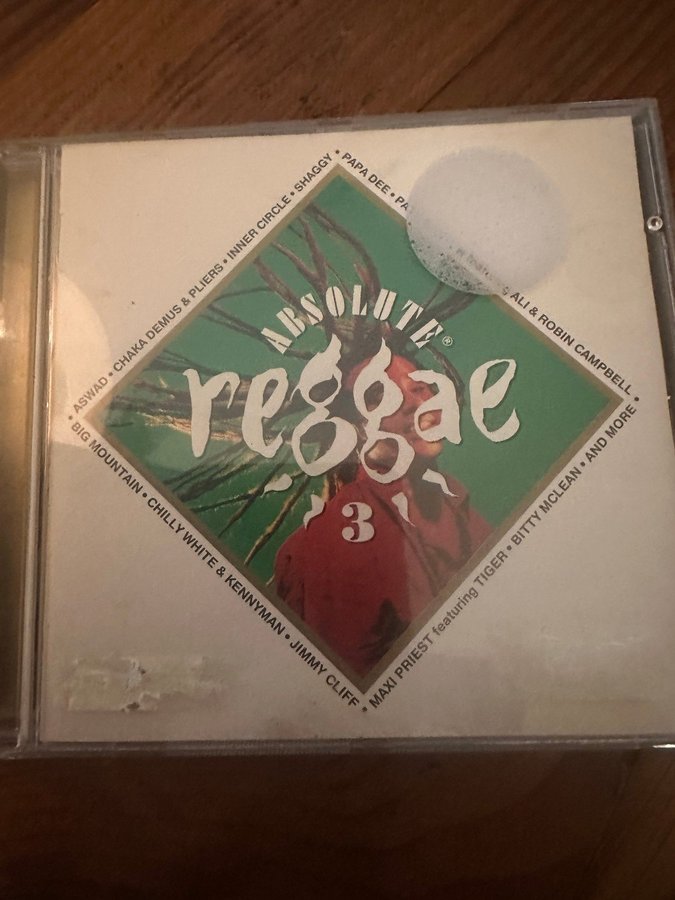 • ASWAD • CHAKA DEMUS & PLIERS • INNER CIRCLE • SHAGGY •
PAPA DEE • PA
ALI & ROBIN CAMPBELL •
ABSOLUTE®
reggae
3
BIG MOUNTAIN • CHILLY WHITE & KENNYMAN • JIMMY CLIFF •
MAXI PRIEST featuring TIGER • BITTY MCLEAN • AND MORE •